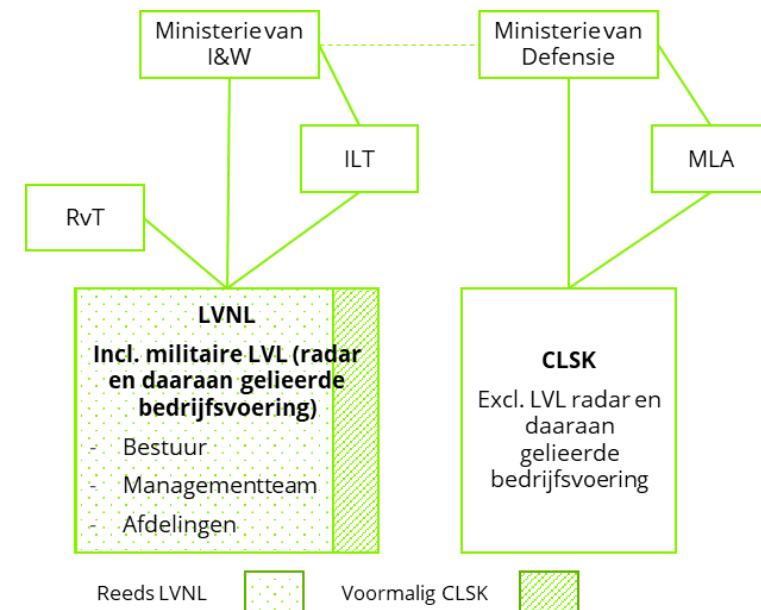 Ministerie van
I&W
Ministerie van
Defensie
ILT
MLA
RvT
LVNL
Incl. militaire LVL (radar
en daaraan gelieerde
bedrijfsvoering)
- Bestuur
- Managementteam
- Afdelingen
CLSK
Excl. LVL radar en
daaraan
gelieerde
bedrijfsvoering
Reeds LVNL
Voormalig CLSK